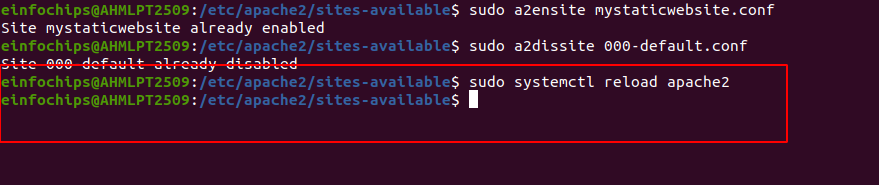 einfochips@AHMLPT2509:/etc/apache2/sites-available$ sudo a2ensite mystaticwebsite.conf
Site mystaticwebsite already enabled
einfochips@AHMLPT2509:/etc/apache2/sites-available$ sudo a2dissite 000-default.conf
Site 000-default already disabled
einfochips@AHMLPT2509:/etc/apache2/sites-available$ sudo systemctl reload apache2
einfochips@AHMLPT2509:/etc/apache2/sites-available$